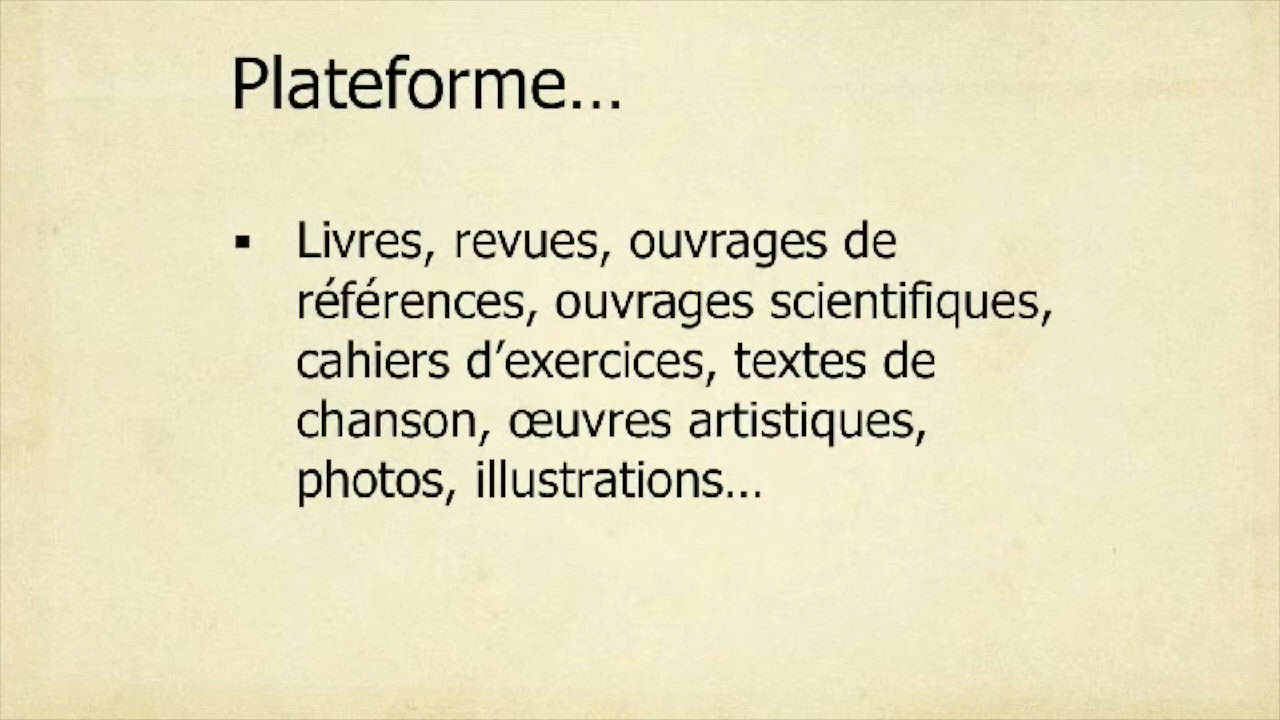 Plateforme…
▪ Livres, revues, ouvrages de
références, ouvrages scientifiques,
cahiers d’exercices, textes de
chanson, œuvres artistiques,
photos, illustrations…